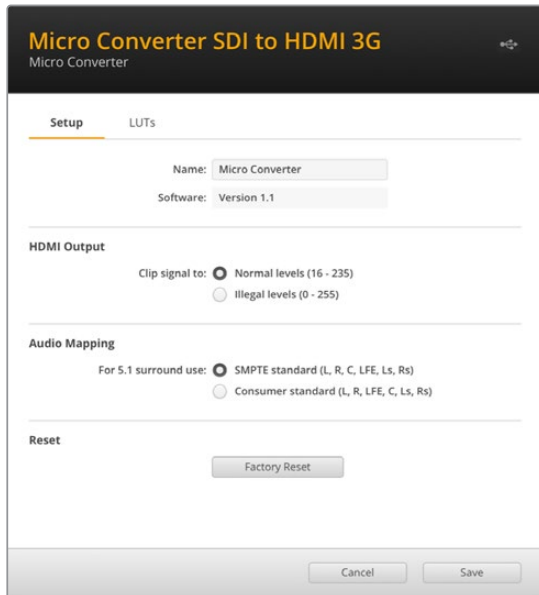 Micro Converter SDI to HDMI 3G
Micro Converter
Setup LUTs
Name: Micro Converter
Software: Version 1.1
HDMI Output
Clip signal to: Normal levels (16 - 235)
Illegal levels (0 - 255)
Audio Mapping
For 5.1 surround use: SMPTE standard (L, R, C, LFE, Ls, Rs)
Consumer standard (L, R, LFE, C, Ls, Rs)
Reset
Factory Reset
Cancel Save